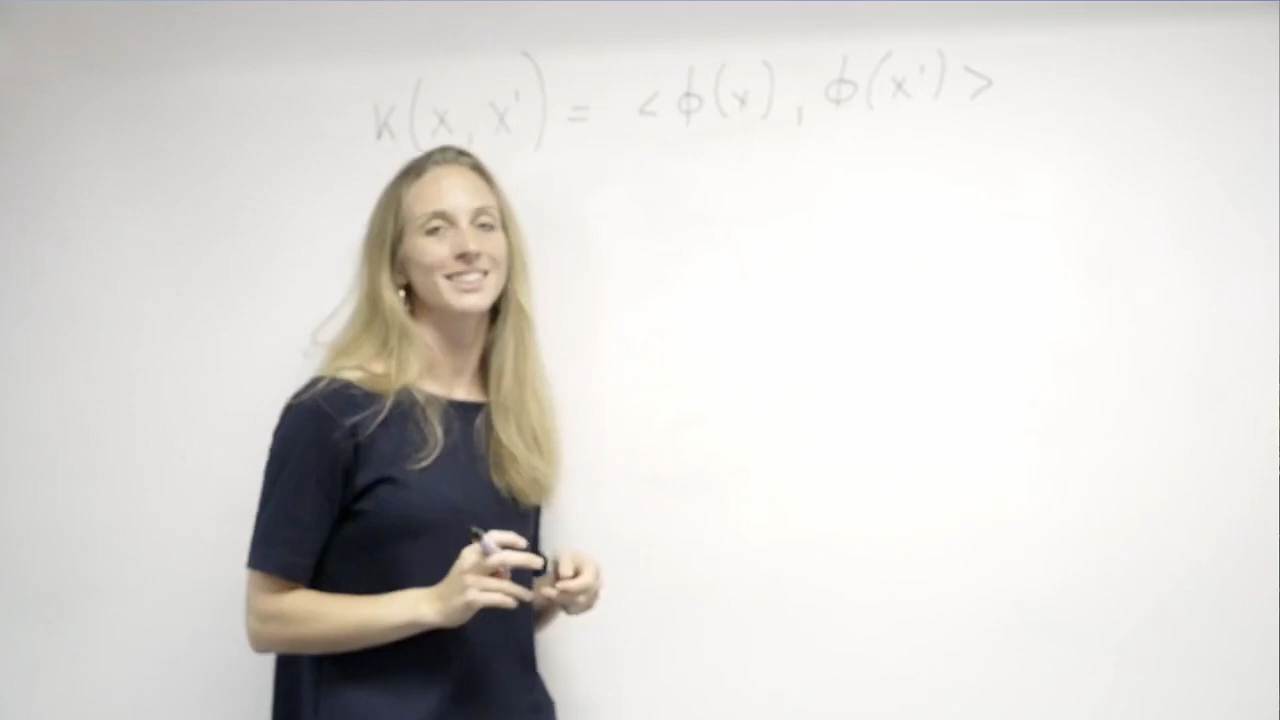 k(x, x') = <ϕ(x), ϕ(x')>